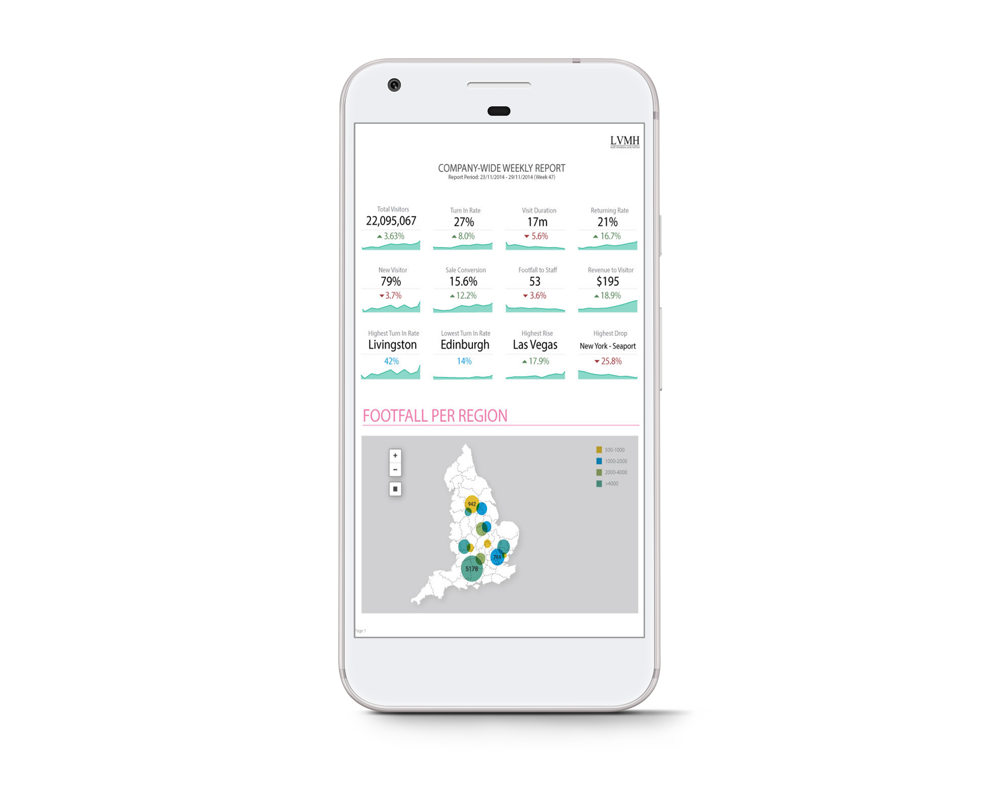 LVMH
MOËT HENNESSY ▪ LOUIS VUITTON
COMPANY-WIDE WEEKLY REPORT
Report Period: 23/11/2014 - 29/11/2014 (Week 47)
Total Visitors
22,095,067
▲ 3.63%
Turn In Rate
27%
▲ 8.0%
Visit Duration
17m
▼ 5.6%
Returning Rate
21%
▲ 16.7%
New Visitor
79%
▼ 3.7%
Sale Conversion
15.6%
▲ 12.2%
Footfall to Staff
53
▼ 3.6%
Revenue to Visitor
$195
▲ 18.9%
Highest Turn In Rate
Livingston
42%
Lowest Turn In Rate
Edinburgh
14%
Highest Rise
Las Vegas
▲ 17.9%
Highest Drop
New York - Seaport
▼ 25.8%
FOOTFALL PER REGION
+
-
500-1000
1000-2000
2000-4000
>4000
942
769
5178
Page 1